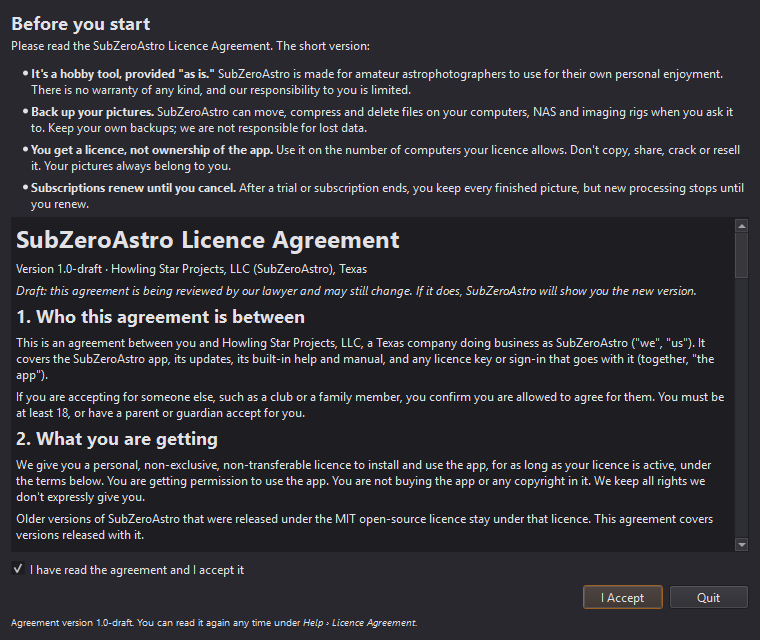 Before you start
Please read the SubZeroAstro Licence Agreement. The short version:
• It's a hobby tool, provided "as is." SubZeroAstro is made for amateur astrophotographers to use for their own personal enjoyment.
There is no warranty of any kind, and our responsibility to you is limited.
• Back up your pictures. SubZeroAstro can move, compress and delete files on your computers, NAS and imaging rigs when you ask it
to. Keep your own backups; we are not responsible for lost data.
• You get a licence, not ownership of the app. Use it on the number of computers your licence allows. Don't copy, share, crack or resell
it. Your pictures always belong to you.
• Subscriptions renew until you cancel. After a trial or subscription ends, you keep every finished picture, but new processing stops until
you renew.
SubZeroAstro Licence Agreement
Version 1.0-draft · Howling Star Projects, LLC (SubZeroAstro), Texas
Draft: this agreement is being reviewed by our lawyer and may still change. If it does, SubZeroAstro will show you the new version.
1. Who this agreement is between
This is an agreement between you and Howling Star Projects, LLC, a Texas company doing business as SubZeroAstro ("we", "us"). It
covers the SubZeroAstro app, its updates, its built-in help and manual, and any licence key or sign-in that goes with it (together, "the
app").
If you are accepting for someone else, such as a club or a family member, you confirm you are allowed to agree for them. You must be
at least 18, or have a parent or guardian accept for you.
2. What you are getting
We give you a personal, non-exclusive, non-transferable licence to install and use the app, for as long as your licence is active, under
the terms below. You are getting permission to use the app. You are not buying the app or any copyright in it. We keep all rights we
don't expressly give you.
Older versions of SubZeroAstro that were released under the MIT open-source licence stay under that licence. This agreement covers
versions released with it.
I have read the agreement and I accept it
I Accept
Quit
Agreement version 1.0-draft. You can read it again any time under Help › Licence Agreement.